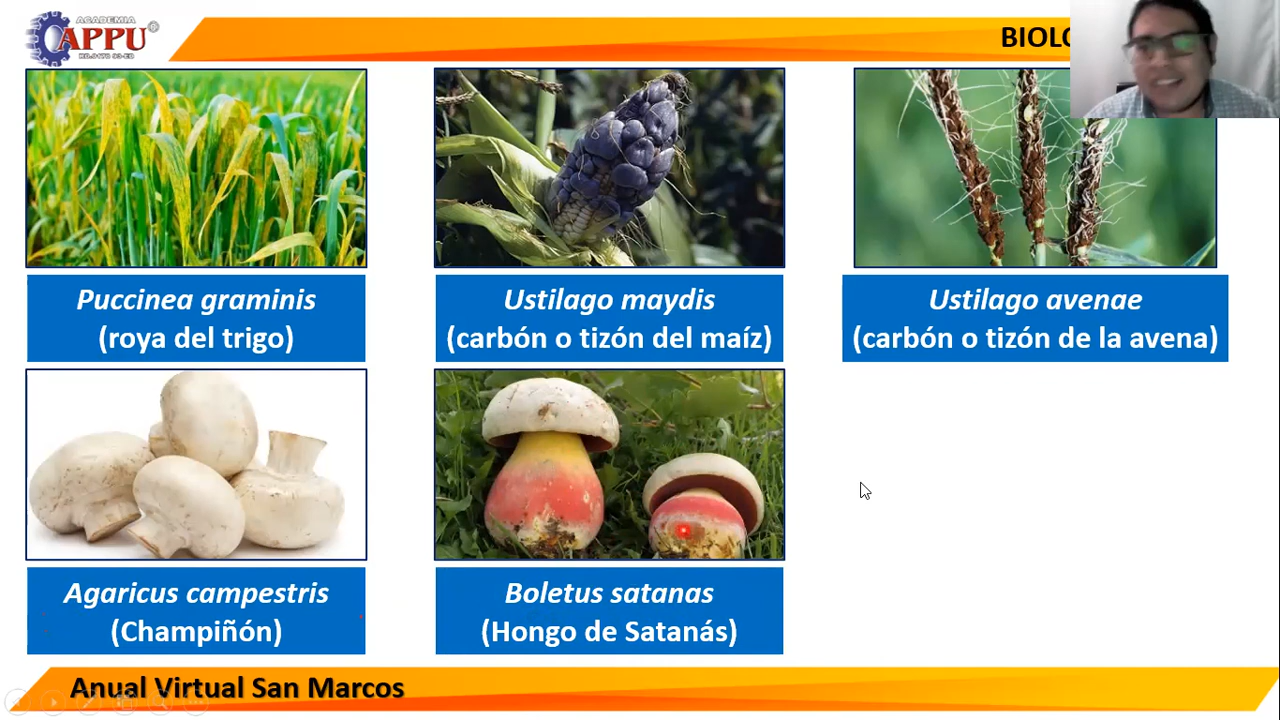 ACADEMIA
APPU
BIOLO
Puccinea graminis
(roya del trigo)
Ustilago maydis
(carbón o tizón del maíz)
Ustilago avenae
(carbón o tizón de la avena)
Agaricus campestris
(Champiñón)
Boletus satanas
(Hongo de Satanás)
Anual Virtual San Marcos